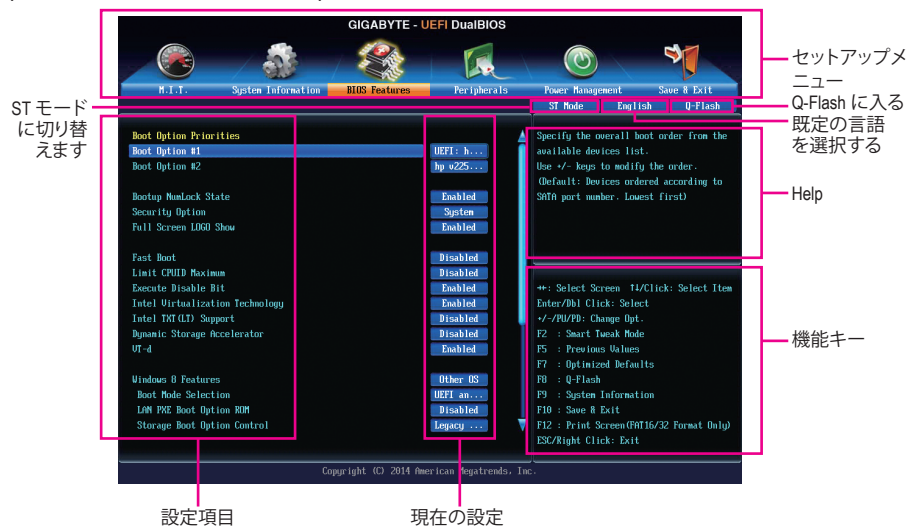 GIGABYTE - UEFI DualBIOS
M.I.T.
System Information
BIOS Features
Peripherals
Power Management
Save & Exit
ST Mode
English
Q-Flash
セットアップメ
ニュー
Q-Flash に入る
既定の言語
を選択する
ST モード
に切り替
えます
Boot Option Priorities
Boot Option #1 UEFI: h...
Boot Option #2 hp v225...
Bootup NumLock State Enabled
Security Option System
Full Screen LOGO Show Enabled
Fast Boot Disabled
Limit CPUID Maximum Disabled
Execute Disable Bit Enabled
Intel Virtualization Technology Enabled
Intel TXT(LT) Support Disabled
Dynamic Storage Accelerator Disabled
VT-d Enabled
Windows 8 Features Other OS
Boot Mode Selection UEFI an...
LAN PXE Boot Option ROM Disabled
Storage Boot Option Control Legacy ...
Specify the overall boot order from the
available devices list.
Use +/- keys to modify the order.
(Default: Devices ordered according to
SATA port number. Lowest first)
Help
→←: Select Screen ↑↓/Click: Select Item
Enter/Dbl Click: Select
+/-/PU/PD: Change Opt.
F2 : Smart Tweak Mode
F5 : Previous Values
F7 : Optimized Defaults
F8 : Q-Flash
F9 : System Information
F10 : Save & Exit
F12 : Print Screen(FAT16/32 Format Only)
ESC/Right Click: Exit
機能キー
Copyright (C) 2014 American Megatrends, Inc.
設定項目
現在の設定